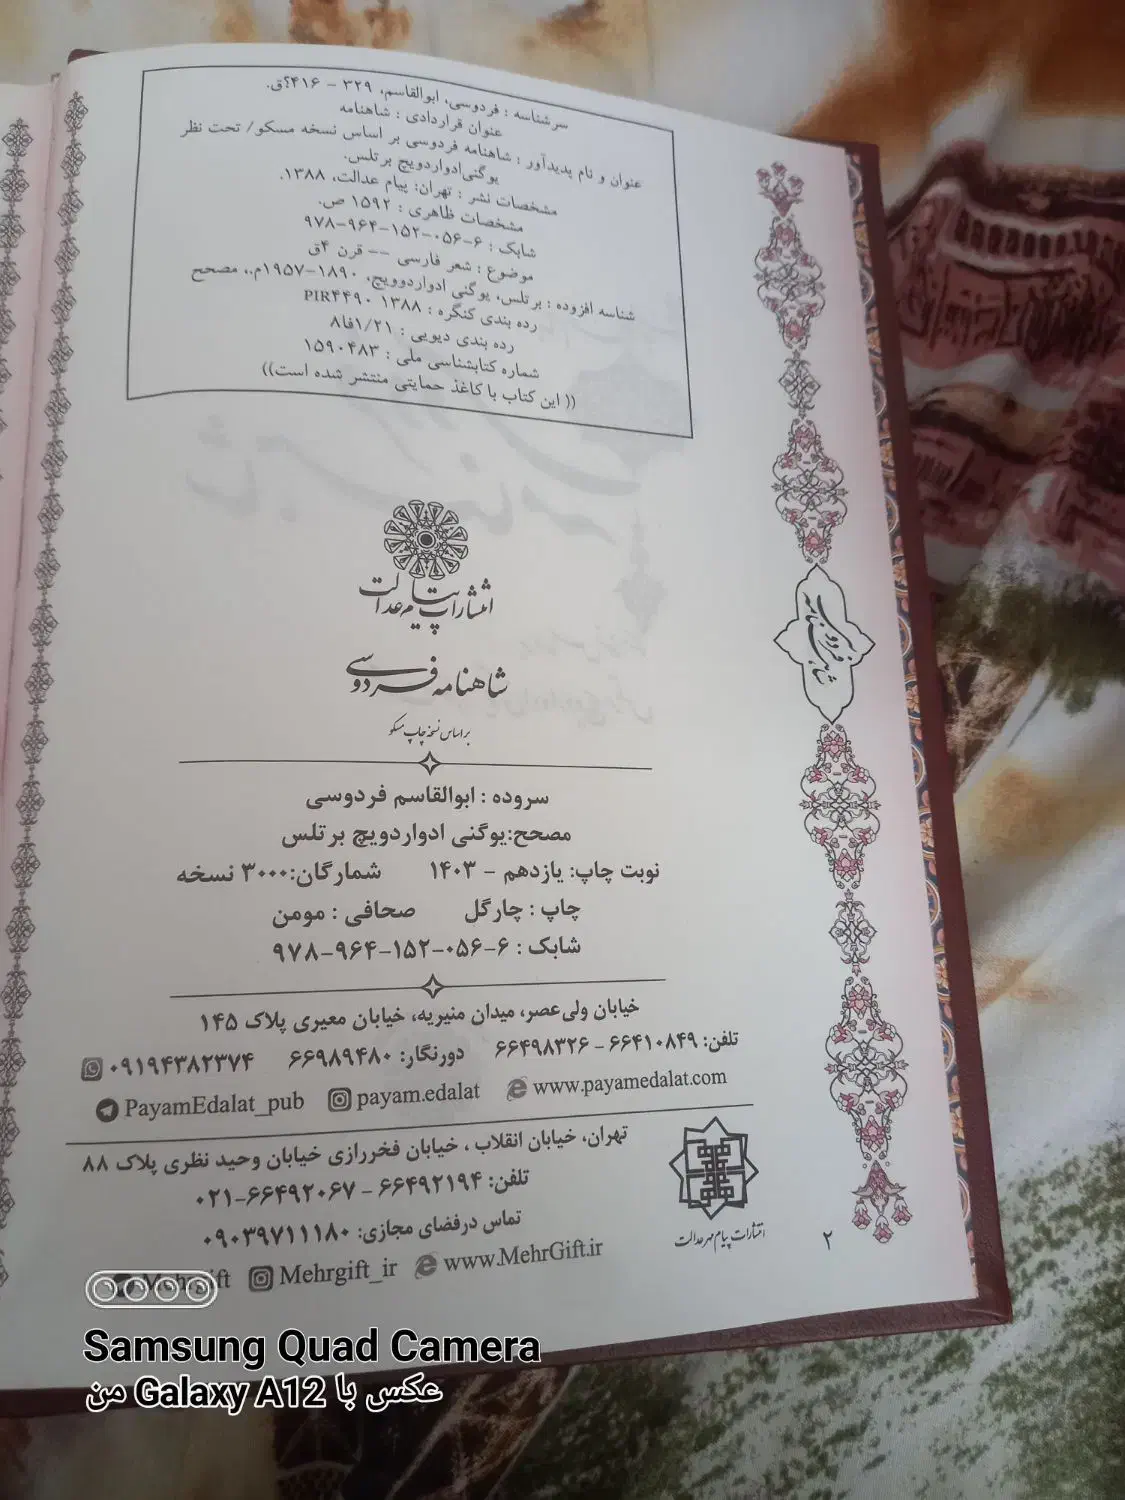 سرشناسه : فردوسی، ابوالقاسم، ۳۲۹ - ۴۱۶؟ق.
عنوان قراردادی : شاهنامه
عنوان و نام پدیدآور : شاهنامه فردوسی بر اساس نسخه مسکو/ تحت نظر
یوگنی‌ادواردویچ برتلس.
مشخصات نشر : تهران: پیام عدالت، ۱۳۸۸.
مشخصات ظاهری : ۱۵۹۲ ص.
شابک : ۶-۰۵۶-۱۵۲-۹۶۴-۹۷۸
موضوع : شعر فارسی -- قرن ۴ق
شناسه افزوده : برتلس، یوگنی ادواردوویچ، ۱۸۹۰-۱۹۵۷م.، مصحح
رده بندی کنگره : ۱۳۸۸ PIR۴۴۹۰
رده بندی دیویی : ۱/۲۱فا۸
شماره کتابشناسی ملی : ۱۵۹۰۴۸۳
(( این کتاب با کاغذ حمایتی منتشر شده است))
انتشارات پیام عدالت
شاهنامه فردوسی
بر اساس نسخه چاپ مسکو
سروده : ابوالقاسم فردوسی
مصحح:یوگنی ادواردویچ برتلس
نوبت چاپ: یازدهم - ۱۴۰۳ شمارگان:۳۰۰۰ نسخه
چاپ : چارگل صحافی : مومن
شابک : ۶-۰۵۶-۱۵۲-۹۶۴-۹۷۸
خیابان ولی‌عصر، میدان منیریه، خیابان معیری پلاک ۱۴۵
تلفن: ۶۶۴۱۰۸۴۹ - ۶۶۴۹۸۳۲۶ دورنگار: ۶۶۹۸۹۴۸۰ ۰۹۱۹۴۳۸۲۳۷۴
PayamEdalat_pub payam.edalat www.payamedalat.com
تهران، خیابان انقلاب ، خیابان فخررازی خیابان وحید نظری پلاک ۸۸
تلفن: ۶۶۴۹۲۱۹۴ - ۶۶۴۹۲۰۶۷-۰۲۱
تماس درفضای مجازی: ۰۹۰۳۹۷۱۱۱۸۰
Mehrgift Mehrgift_ir www.MehrGift.ir
انتشارات پیام مهر عدالت
شاهنامه فردوسی
۲
Samsung Quad Camera
عکس با Galaxy A12 من